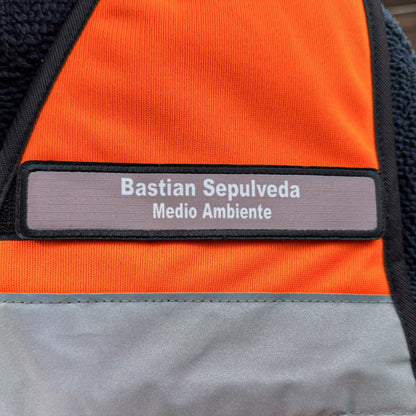 Bastian Sepulveda
Medio Ambiente